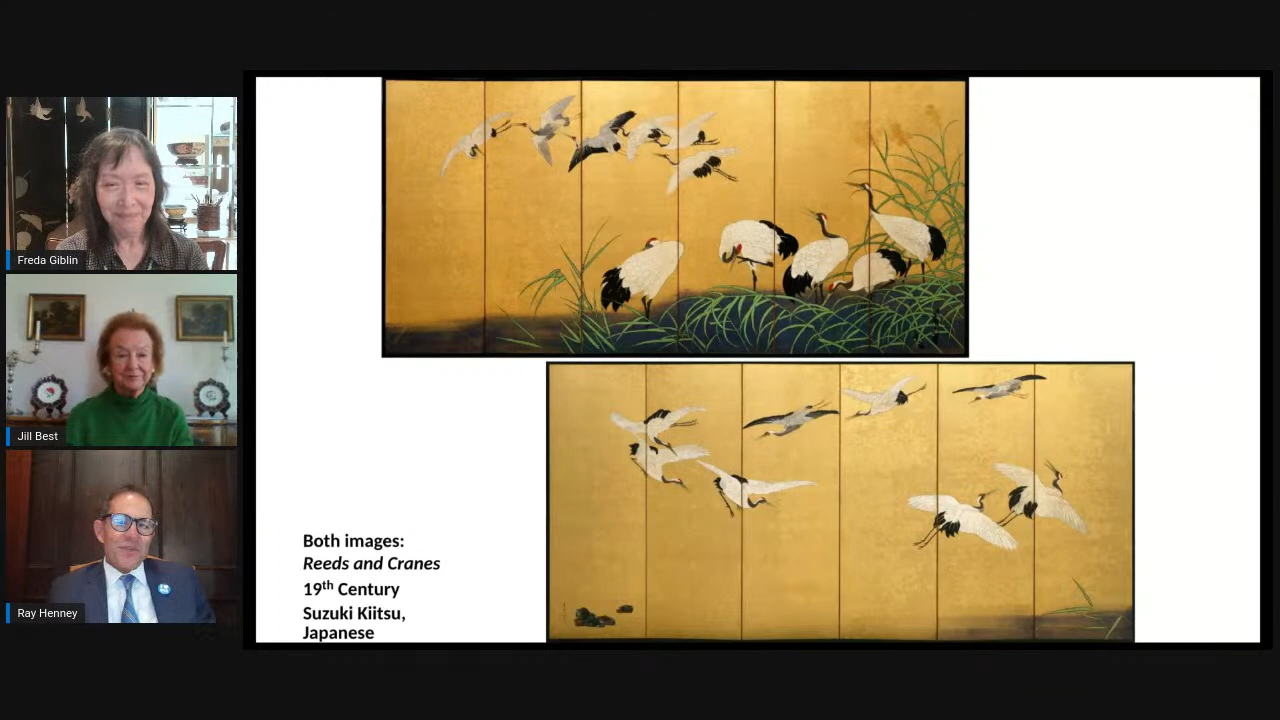 Freda Giblin
Jill Best
Ray Henney
Both images:
Reeds and Cranes
19th Century
Suzuki Kiitsu,
Japanese